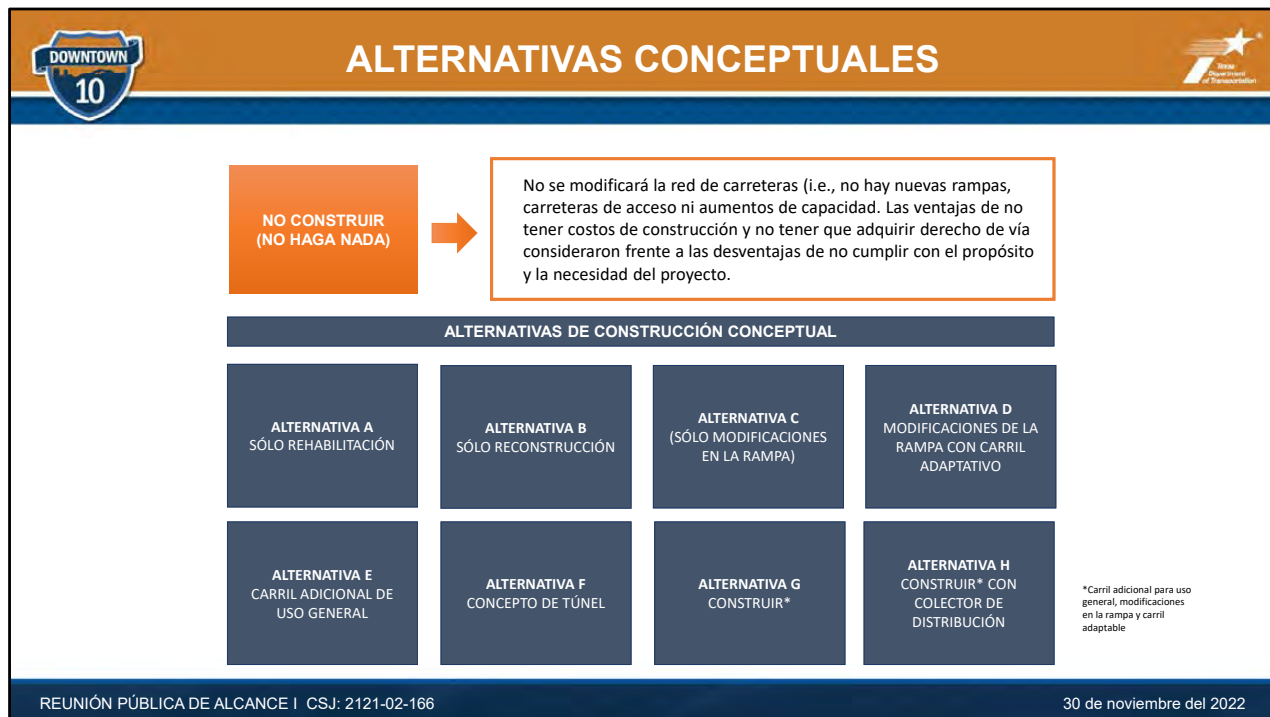 DOWNTOWN
10
ALTERNATIVAS CONCEPTUALES
Texas
Department
of Transportation
NO CONSTRUIR
(NO HAGA NADA)
No se modificará la red de carreteras (i.e., no hay nuevas rampas,
carreteras de acceso ni aumentos de capacidad. Las ventajas de no
tener costos de construcción y no tener que adquirir derecho de vía
consideraron frente a las desventajas de no cumplir con el propósito
y la necesidad del proyecto.
ALTERNATIVAS DE CONSTRUCCIÓN CONCEPTUAL
ALTERNATIVA A
SÓLO REHABILITACIÓN
ALTERNATIVA B
SÓLO RECONSTRUCCIÓN
ALTERNATIVA C
(SÓLO MODIFICACIONES
EN LA RAMPA)
ALTERNATIVA D
MODIFICACIONES DE LA
RAMPA CON CARRIL
ADAPTATIVO
ALTERNATIVA E
CARRIL ADICIONAL DE
USO GENERAL
ALTERNATIVA F
CONCEPTO DE TÚNEL
ALTERNATIVA G
CONSTRUIR*
ALTERNATIVA H
CONSTRUIR* CON
COLECTOR DE
DISTRIBUCIÓN
*Carril adicional para uso
general, modificaciones
en la rampa y carril
adaptable
REUNIÓN PÚBLICA DE ALCANCE I CSJ: 2121-02-166
30 de noviembre del 2022